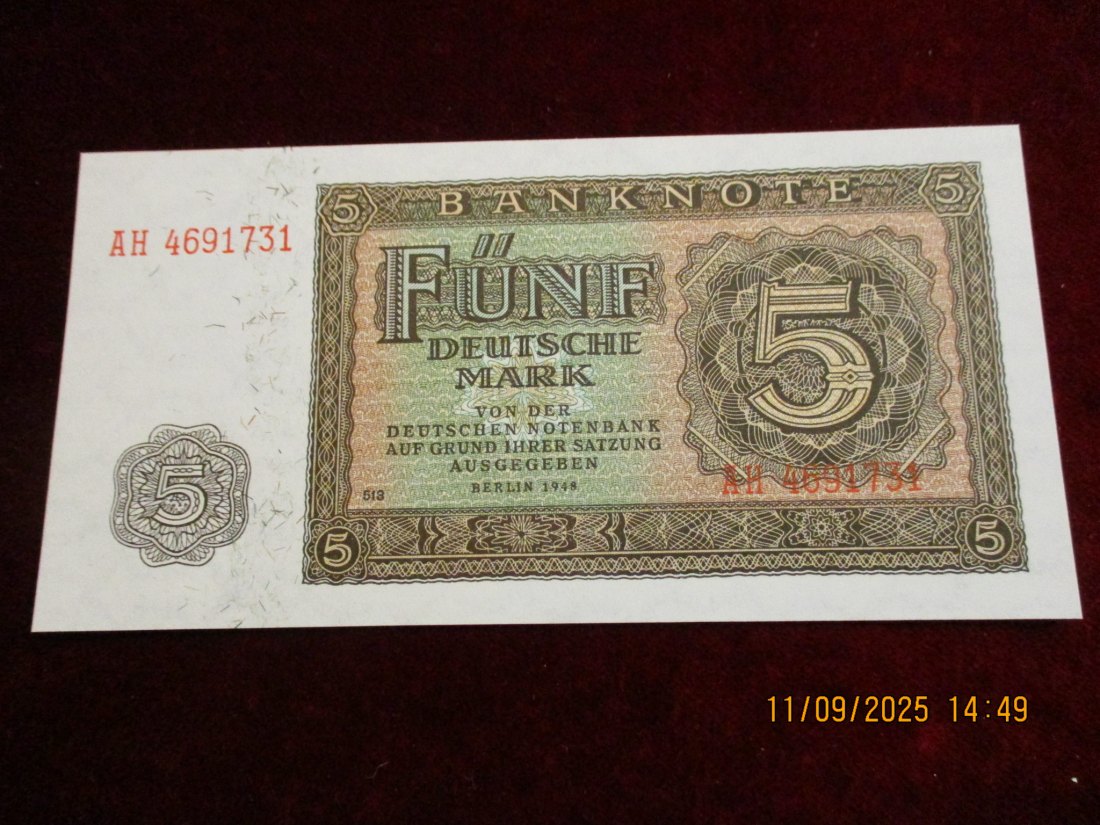 5 BANKNOTE 5
AH 4691731
FÜNF
5
DEUTSCHE
MARK
VON DER
DEUTSCHEN NOTENBANK
AUF GRUND IHRER SATZUNG
AUSGEGEBEN
BERLIN 1948
AH 4691731
5
513
5 5
11/09/2025 14:49